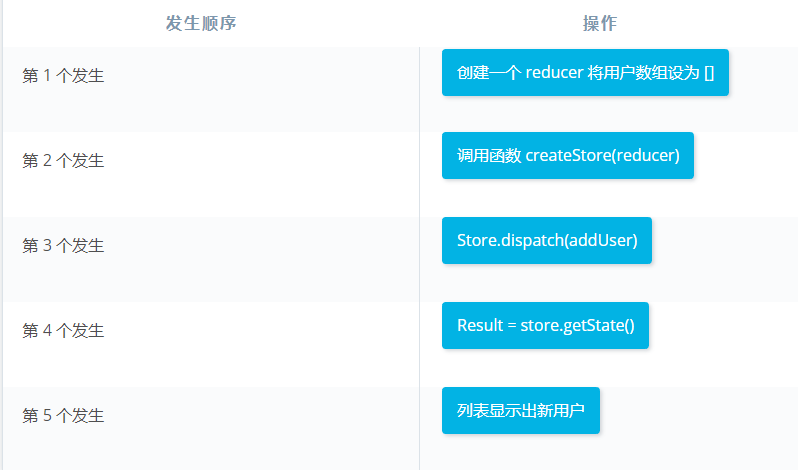 发生顺序 操作
第 1 个发生 创建一个 reducer 将用户数组设为 []
第 2 个发生 调用函数 createStore(reducer)
第 3 个发生 Store.dispatch(addUser)
第 4 个发生 Result = store.getState()
第 5 个发生 列表显示出新用户